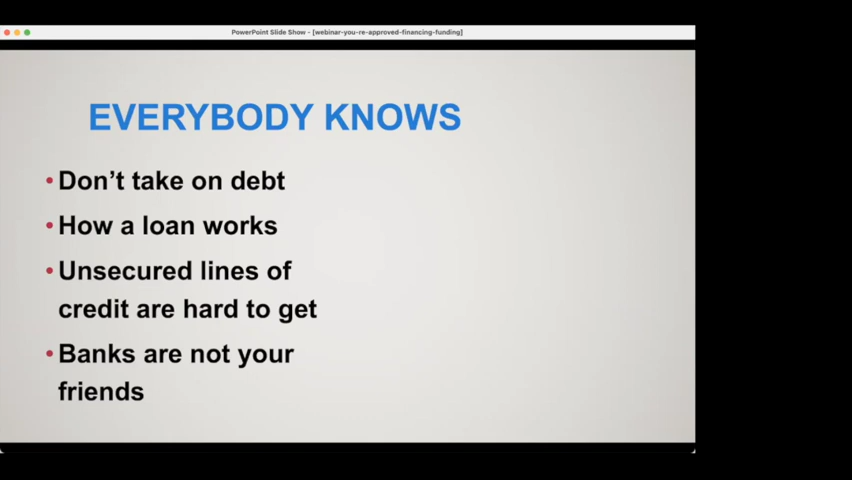 PowerPoint Slide Show - [webinar-you-re-approved-financing-funding]
EVERYBODY KNOWS
• Don’t take on debt
• How a loan works
• Unsecured lines of
credit are hard to get
• Banks are not your
friends